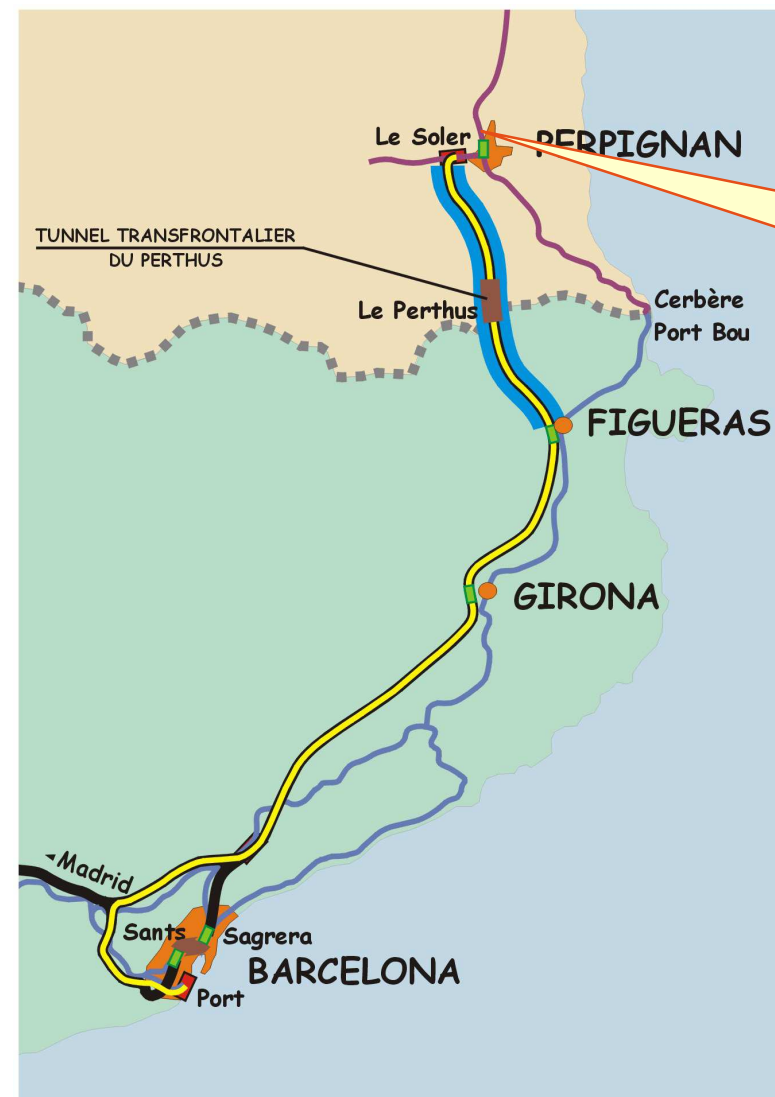 Le Soler
PERPIGNAN
TUNNEL TRANSFRONTALIER
DU PERTHUS
Le Perthus
Cerbère
Port Bou
FIGUERAS
GIRONA
Madrid
Sants
Sagrera
BARCELONA
Port